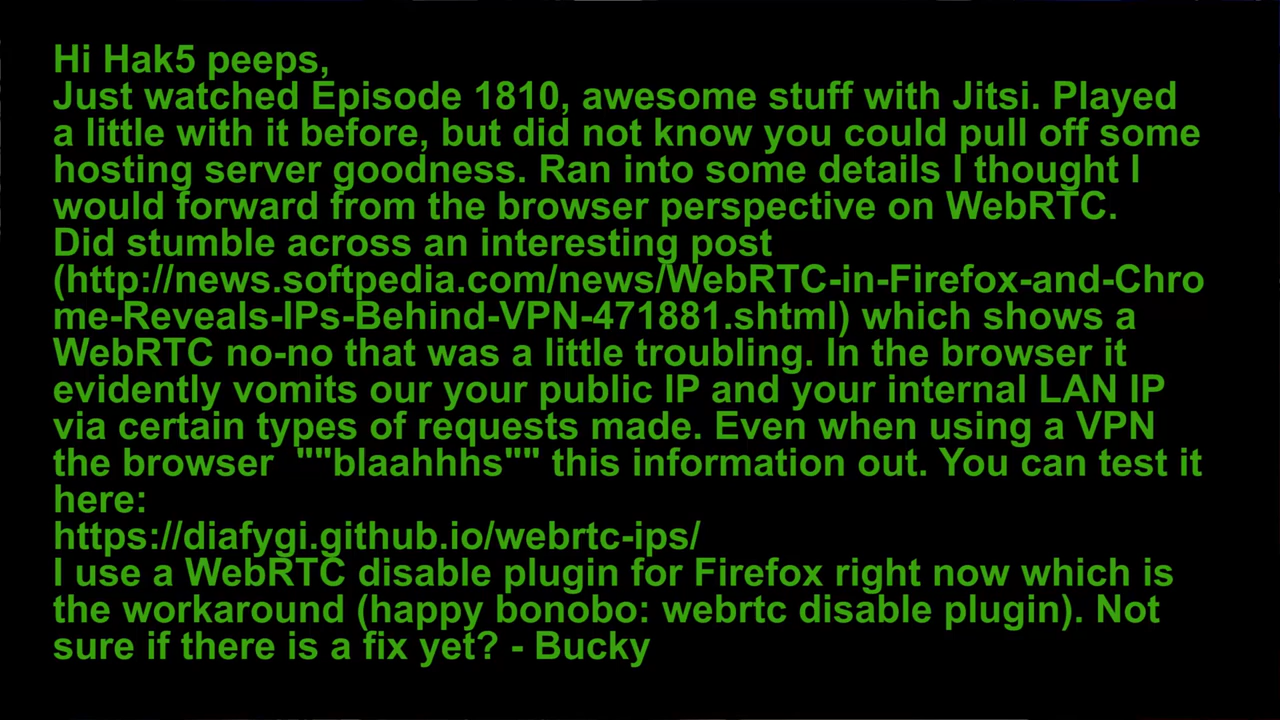 Hi Hak5 peeps,
Just watched Episode 1810, awesome stuff with Jitsi. Played
a little with it before, but did not know you could pull off some
hosting server goodness. Ran into some details I thought I
would forward from the browser perspective on WebRTC.
Did stumble across an interesting post
(http://news.softpedia.com/news/WebRTC-in-Firefox-and-Chro
me-Reveals-IPs-Behind-VPN-471881.shtml) which shows a
WebRTC no-no that was a little troubling. In the browser it
evidently vomits our your public IP and your internal LAN IP
via certain types of requests made. Even when using a VPN
the browser  ""blaahhhs"" this information out. You can test it
here:
https://diafygi.github.io/webrtc-ips/
I use a WebRTC disable plugin for Firefox right now which is
the workaround (happy bonobo: webrtc disable plugin). Not
sure if there is a fix yet? - Bucky